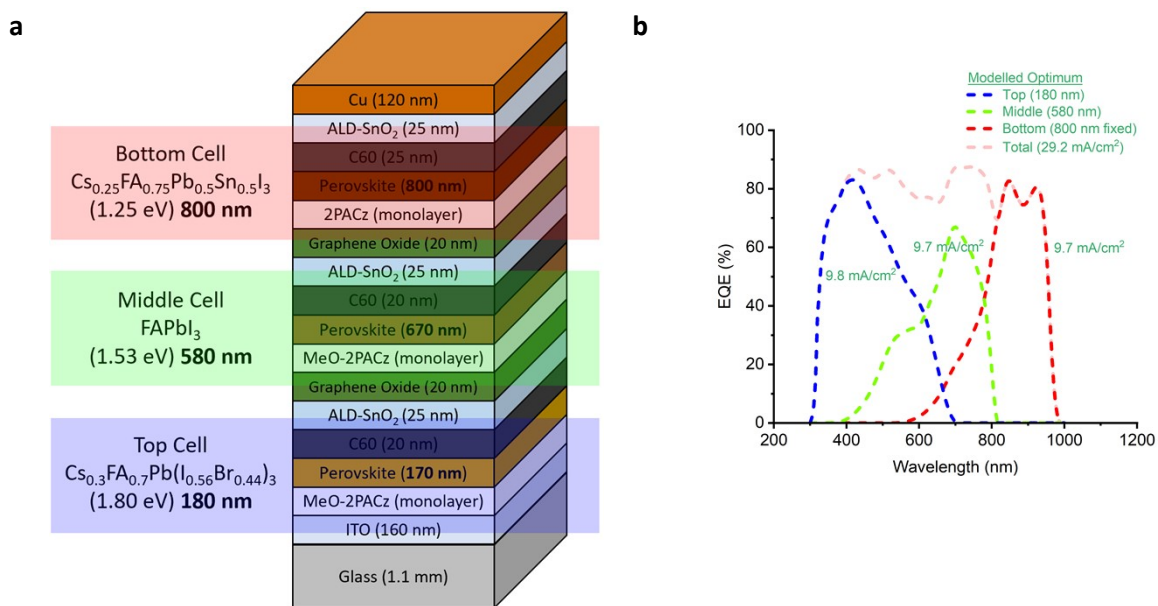 a
Cu (120 nm)
ALD-SnO₂ (25 nm)
C60 (25 nm)
Perovskite (800 nm)
2PACz (monolayer)
Graphene Oxide (20 nm)
ALD-SnO₂ (25 nm)
C60 (20 nm)
Perovskite (670 nm)
MeO-2PACz (monolayer)
Graphene Oxide (20 nm)
ALD-SnO₂ (25 nm)
C60 (20 nm)
Perovskite (170 nm)
MeO-2PACz (monolayer)
ITO (160 nm)
Glass (1.1 mm)
Bottom Cell
Cs₀.₂₅FA₀.₇₅Pb₀.₅Sn₀.₅I₃
(1.25 eV) 800 nm
Middle Cell
FAPbI₃
(1.53 eV) 580 nm
Top Cell
Cs₀.₃FA₀.₇Pb(I₀.₅₆Br₀.₄₄)₃
(1.80 eV) 180 nm
b
Modelled Optimum
Top (180 nm)
Middle (580 nm)
Bottom (800 nm fixed)
Total (29.2 mA/cm²)
100
80
60
40
20
0
EQE (%)
9.8 mA/cm²
9.7 mA/cm²
9.7 mA/cm²
200 400 600 800 1000 1200
Wavelength (nm)